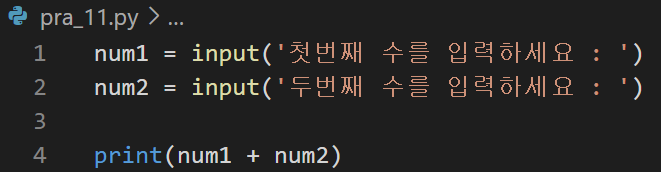 pra_11.py > ...
1 num1 = input('첫번째 수를 입력하세요 : ')
2 num2 = input('두번째 수를 입력하세요 : ')
3
4 print(num1 + num2)